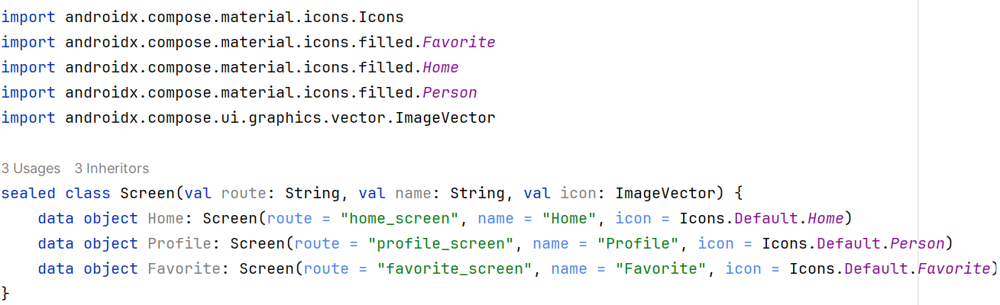 import androidx.compose.material.icons.Icons
import androidx.compose.material.icons.filled.Favorite
import androidx.compose.material.icons.filled.Home
import androidx.compose.material.icons.filled.Person
import androidx.compose.ui.graphics.vector.ImageVector
3 Usages 3 Inheritors
sealed class Screen(val route: String, val name: String, val icon: ImageVector) {
    data object Home: Screen(route = "home_screen", name = "Home", icon = Icons.Default.Home)
    data object Profile: Screen(route = "profile_screen", name = "Profile", icon = Icons.Default.Person)
    data object Favorite: Screen(route = "favorite_screen", name = "Favorite", icon = Icons.Default.Favorite)
}